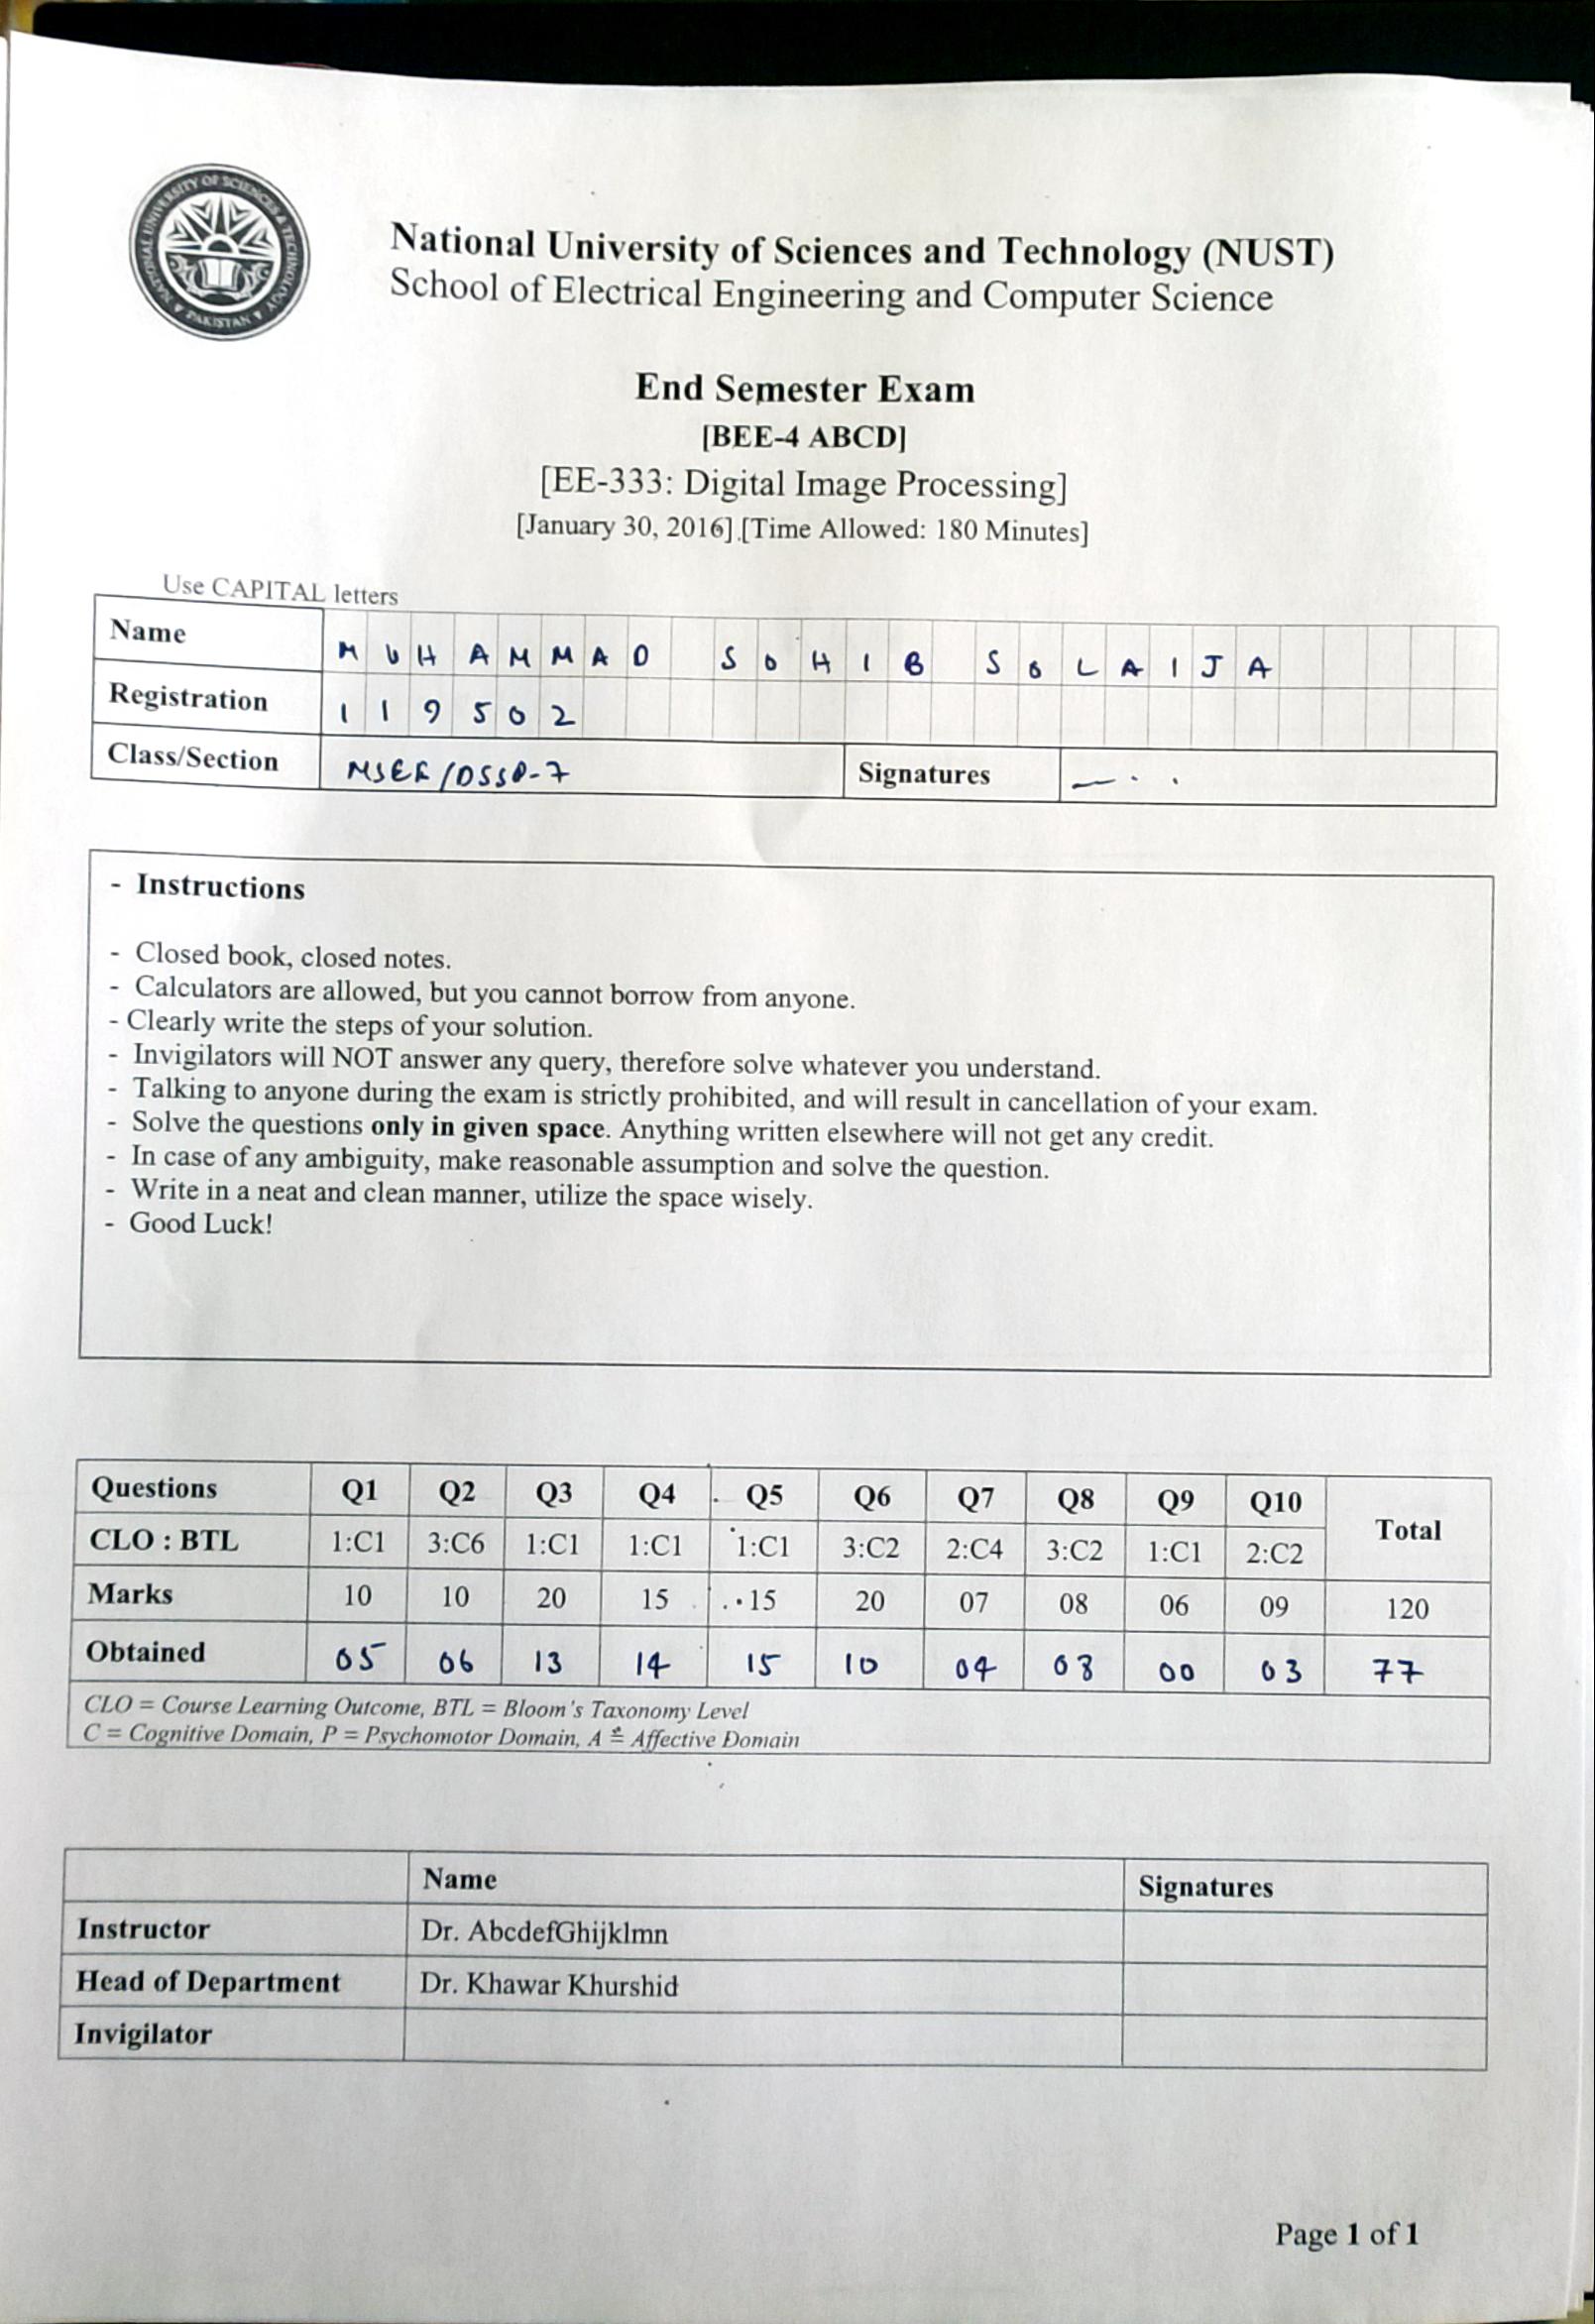 NATIONAL UNIVERSITY OF SCIENCES & TECHNOLOGY
PAKISTAN
National University of Sciences and Technology (NUST)
School of Electrical Engineering and Computer Science
End Semester Exam
[BEE-4 ABCD]
[EE-333: Digital Image Processing]
[January 30, 2016] [Time Allowed: 180 Minutes]
Use CAPITAL letters
Name MUHAMMAD SOHIB SOLAIJA
Registration 119502
Class/Section Signatures
- Instructions
- Closed book, closed notes.
- Calculators are allowed, but you cannot borrow from anyone.
- Clearly write the steps of your solution.
- Invigilators will NOT answer any query, therefore solve whatever you understand.
- Talking to anyone during the exam is strictly prohibited, and will result in cancellation of your exam.
- Solve the questions only in given space. Anything written elsewhere will not get any credit.
- In case of any ambiguity, make reasonable assumption and solve the question.
- Write in a neat and clean manner, utilize the space wisely.
- Good Luck!
Questions Q1 Q2 Q3 Q4 Q5 Q6 Q7 Q8 Q9 Q10 Total
CLO : BTL 1:C1 3:C6 1:C1 1:C1 1:C1 3:C2 2:C4 3:C2 1:C1 2:C2
Marks 10 10 20 15 15 20 07 08 06 09 120
Obtained 05 06 13 14 15 10 04 08 00 03 77
CLO = Course Learning Outcome, BTL = Bloom's Taxonomy Level
C = Cognitive Domain, P = Psychomotor Domain, A = Affective Domain
Name Signatures
Instructor Dr. AbcdefGhijklmn
Head of Department Dr. Khawar Khurshid
Invigilator
Page 1 of 1